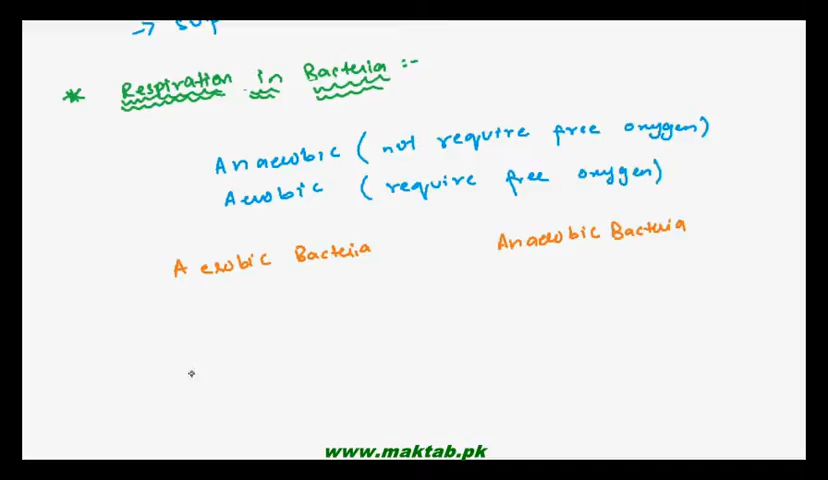 → sup
* Respiration in Bacteria :-
Anaerobic (not require free oxygen)
Aerobic (require free oxygen)
Aerobic Bacteria Anaerobic Bacteria
www.maktab.pk